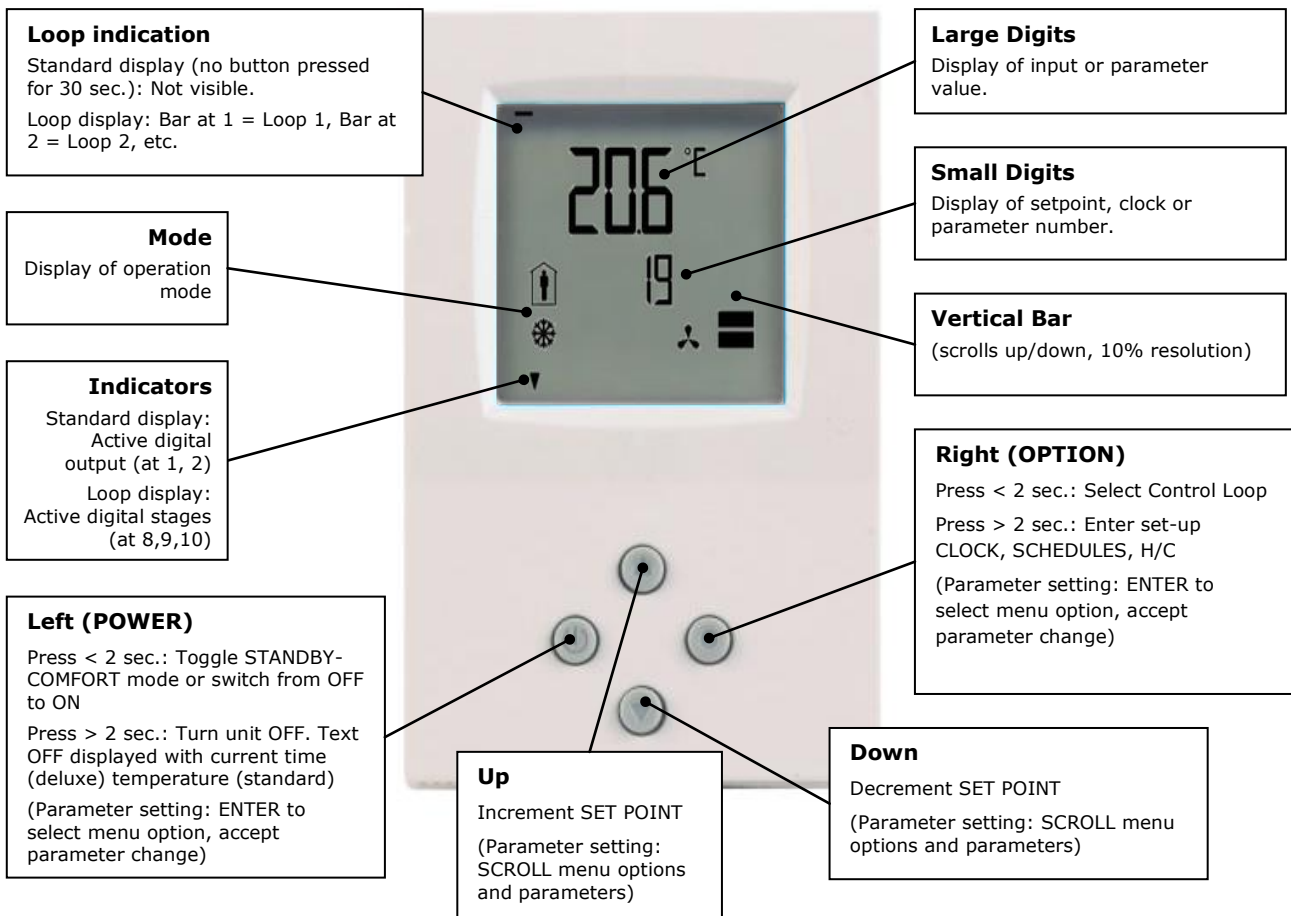 Loop indication
Standard display (no button pressed
for 30 sec.): Not visible.
Loop display: Bar at 1 = Loop 1, Bar at
2 = Loop 2, etc.
Mode
Display of operation
mode
Indicators
Standard display:
Active digital
output (at 1, 2)
Loop display:
Active digital stages
(at 8,9,10)
Left (POWER)
Press < 2 sec.: Toggle STANDBY-
COMFORT mode or switch from OFF
to ON
Press > 2 sec.: Turn unit OFF. Text
OFF displayed with current time
(deluxe) temperature (standard)
(Parameter setting: ENTER to
select menu option, accept
parameter change)
20.6 °C
19
Up
Increment SET POINT
(Parameter setting:
SCROLL menu options
and parameters)
Large Digits
Display of input or parameter
value.
Small Digits
Display of setpoint, clock or
parameter number.
Vertical Bar
(scrolls up/down, 10% resolution)
Right (OPTION)
Press < 2 sec.: Select Control Loop
Press > 2 sec.: Enter set-up
CLOCK, SCHEDULES, H/C
(Parameter setting: ENTER to
select menu option, accept
parameter change)
Down
Decrement SET POINT
(Parameter setting: SCROLL menu
options and parameters)